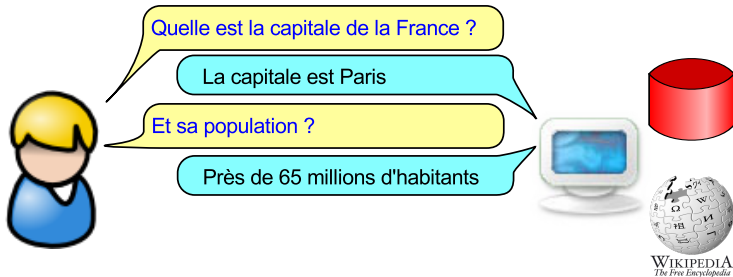 Quelle est la capitale de la France ?
La capitale est Paris
Et sa population ?
Près de 65 millions d'habitants
WIKIPEDIA
The Free Encyclopedia